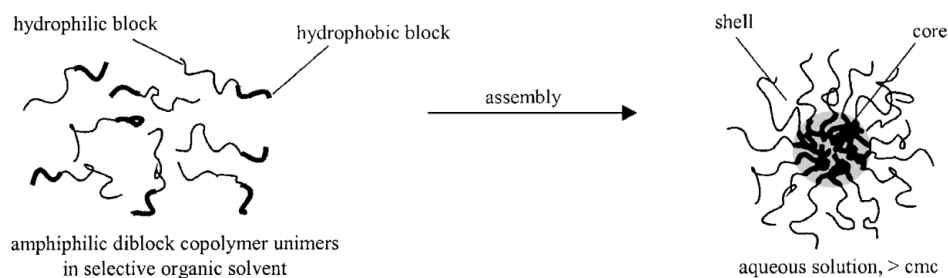 hydrophilic block
hydrophobic block
shell
core
assembly
amphiphilic diblock copolymer unimers
in selective organic solvent
aqueous solution, > cmc